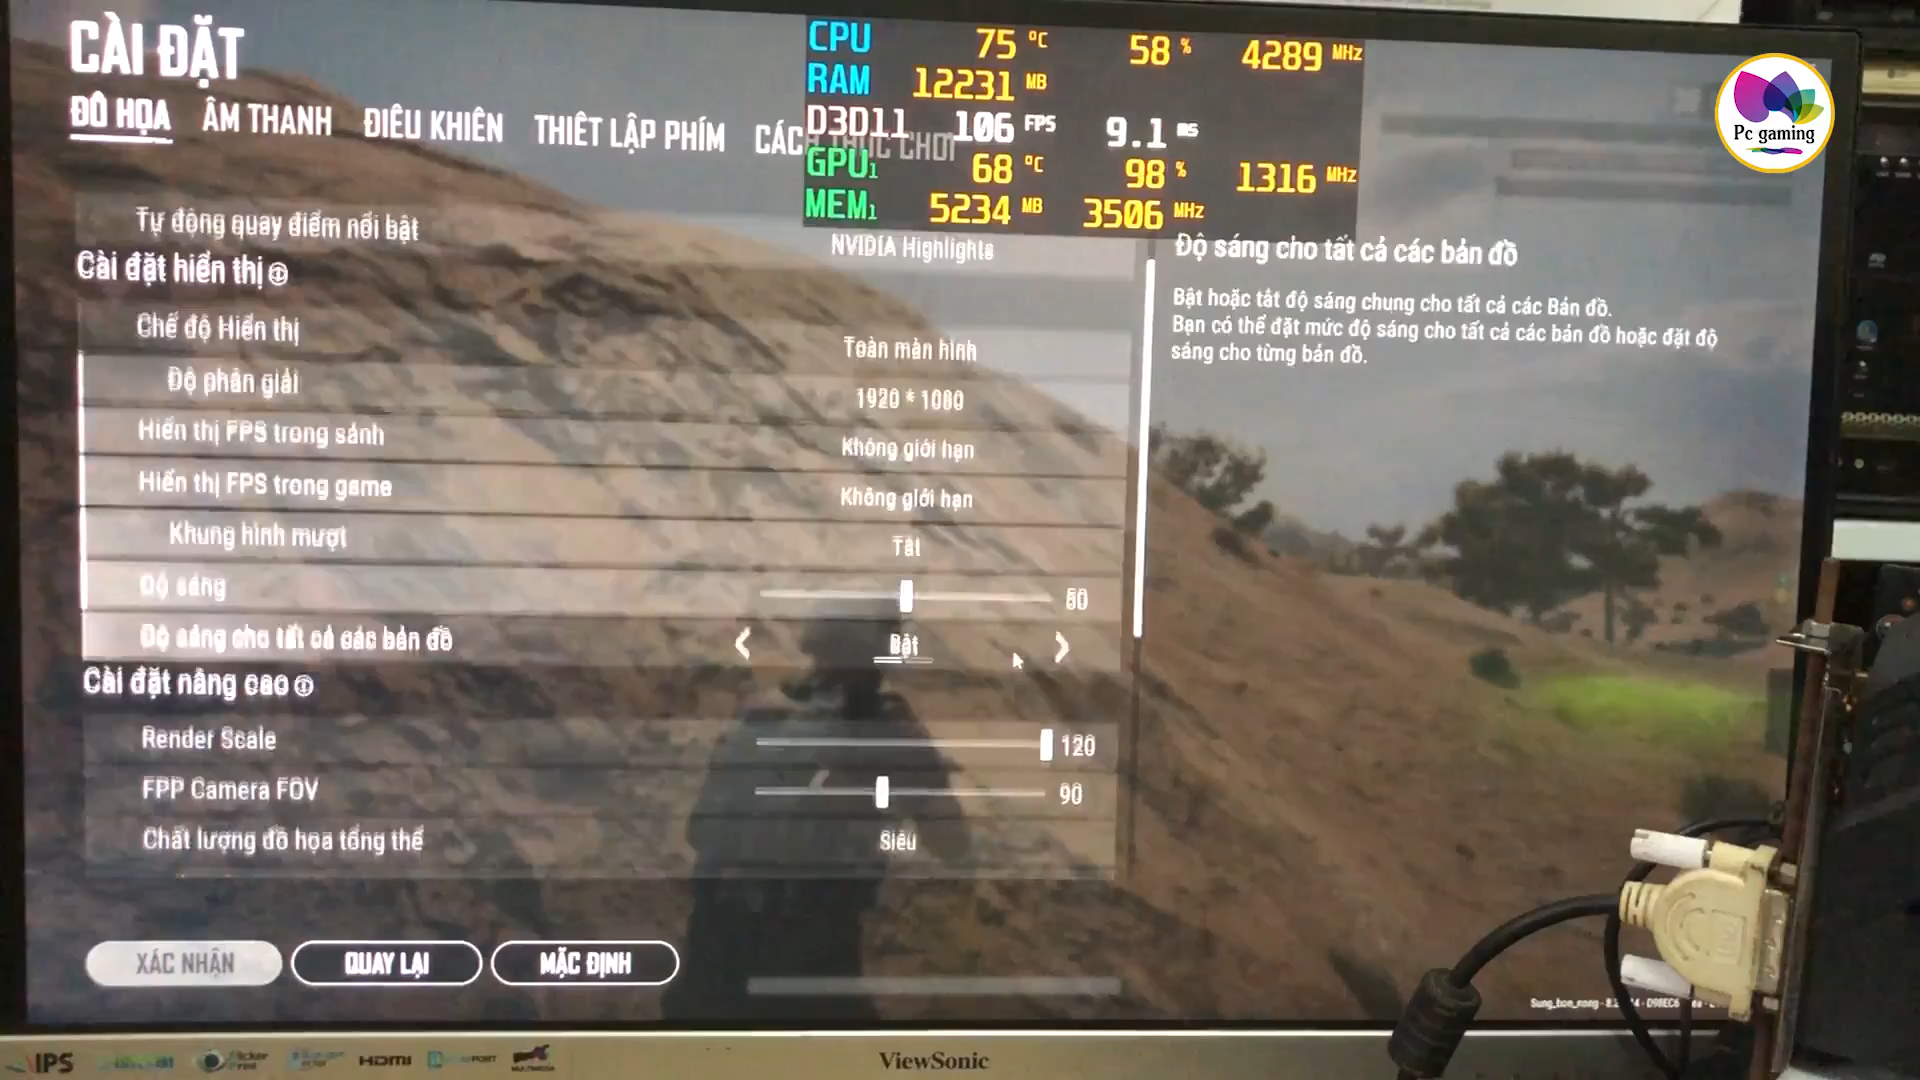 CÀI ĐẶT
ĐỒ HỌA ÂM THANH ĐIỀU KHIỂN THIẾT LẬP PHÍM
CPU 75 °C 58 % 4289 MHz
RAM 12231 MB
D3D11 106 FPS 9.1 ms
GPU1 68 °C 98 % 1316 MHz
MEM1 5234 MB 3506 MHz
Pc gaming
Tự động quay điểm nổi bật NVIDIA Highlights
Cài đặt hiển thị
Chế độ Hiển thị Toàn màn hình
Độ phân giải 1920 * 1080
Hiển thị FPS trong sảnh Không giới hạn
Hiển thị FPS trong game Không giới hạn
Khung hình mượt Tắt
Độ sáng 50
Độ sáng cho tất cả các bản đồ Bật
Cài đặt nâng cao
Render Scale 120
FPP Camera FOV 90
Chất lượng đồ họa tổng thể Siêu
Độ sáng cho tất cả các bản đồ
Bật hoặc tắt độ sáng chung cho tất cả các Bản đồ.
Bạn có thể đặt mức độ sáng cho tất cả các bản đồ hoặc đặt độ
sáng cho từng bản đồ.
XÁC NHẬN QUAY LẠI MẶC ĐỊNH
IPS HDMI ViewSonic